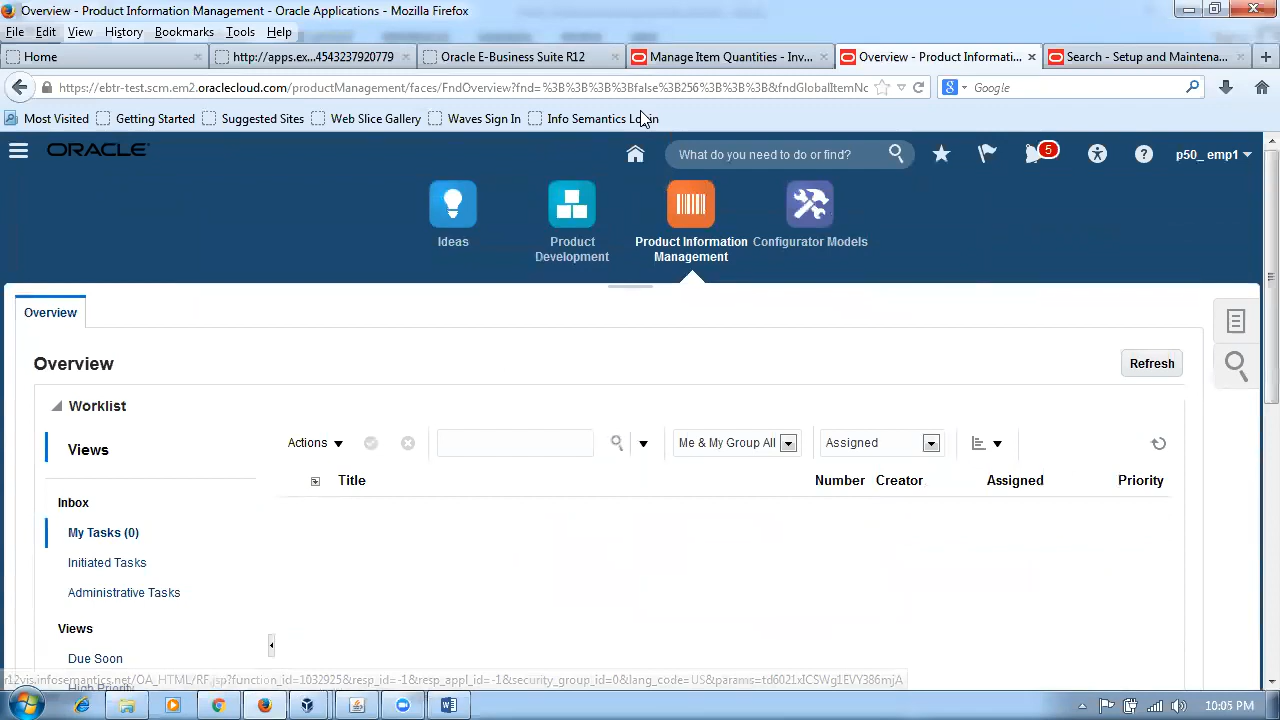 Overview - Product Information Management - Oracle Applications - Mozilla Firefox
File Edit View History Bookmarks Tools Help
Home http://apps.ex...4543237920779 Oracle E-Business Suite R12 Manage Item Quantities - Inv... Overview - Product Informati... Search - Setup and Maintena...
https://ebtr-test.scm.em2.oraclecloud.com/productManagement/faces/FndOverview?fnd=%3B%3B%3B%3Bfalse%3B256%3B%3B%3B&fndGlobalItemNc Google
Most Visited Getting Started Suggested Sites Web Slice Gallery Waves Sign In Info Semantics Login
ORACLE What do you need to do or find? 5 p50_ emp1
Ideas Product Development Product Information Management Configurator Models
Overview
Overview Refresh
Worklist
Views Actions Me & My Group All Assigned
Title Number Creator Assigned Priority
Inbox
My Tasks (0)
Initiated Tasks
Administrative Tasks
Views
Due Soon
High Priority
r12vis.infosemantics.net/OA_HTML/RF.jsp?function_id=1032925&resp_id=-1&resp_appl_id=-1&security_group_id=0&lang_code=US&params=td6021xICSWg1EVY386mjA
10:05 PM